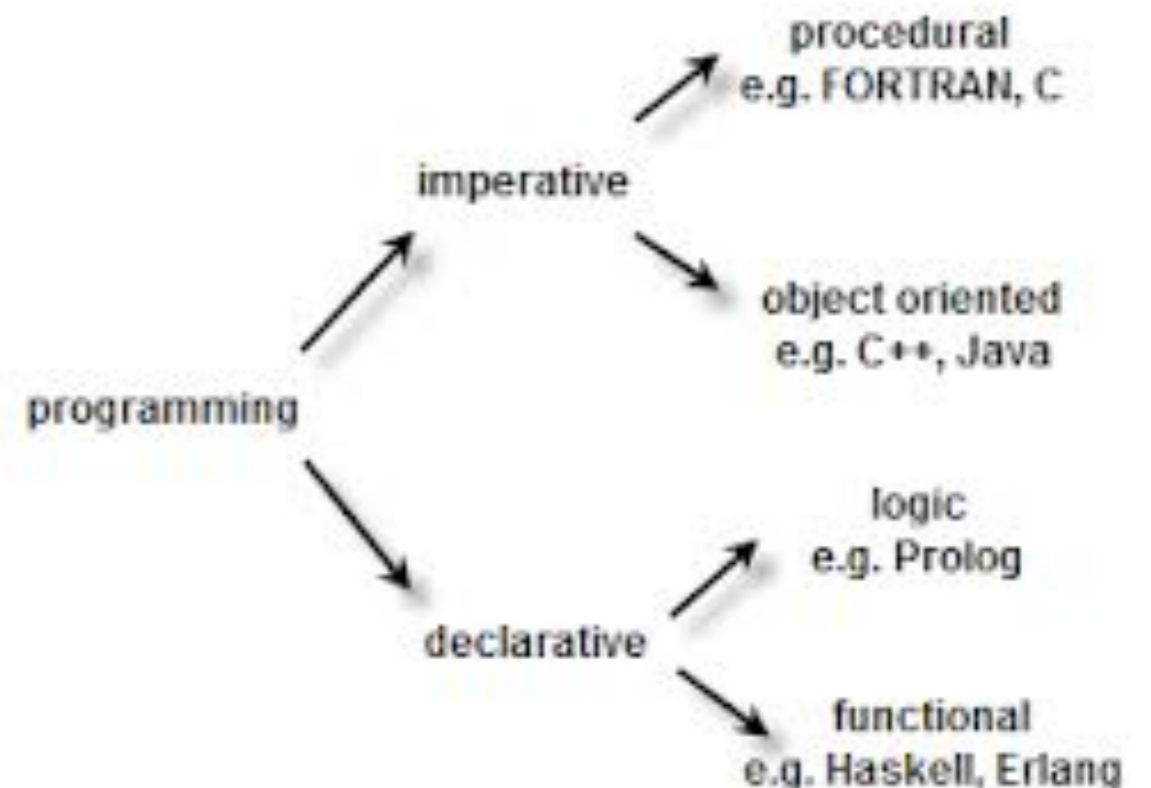 procedural
e.g. FORTRAN, C
imperative
object oriented
e.g. C++, Java
programming
logic
e.g. Prolog
declarative
functional
e.g. Haskell, Erlang